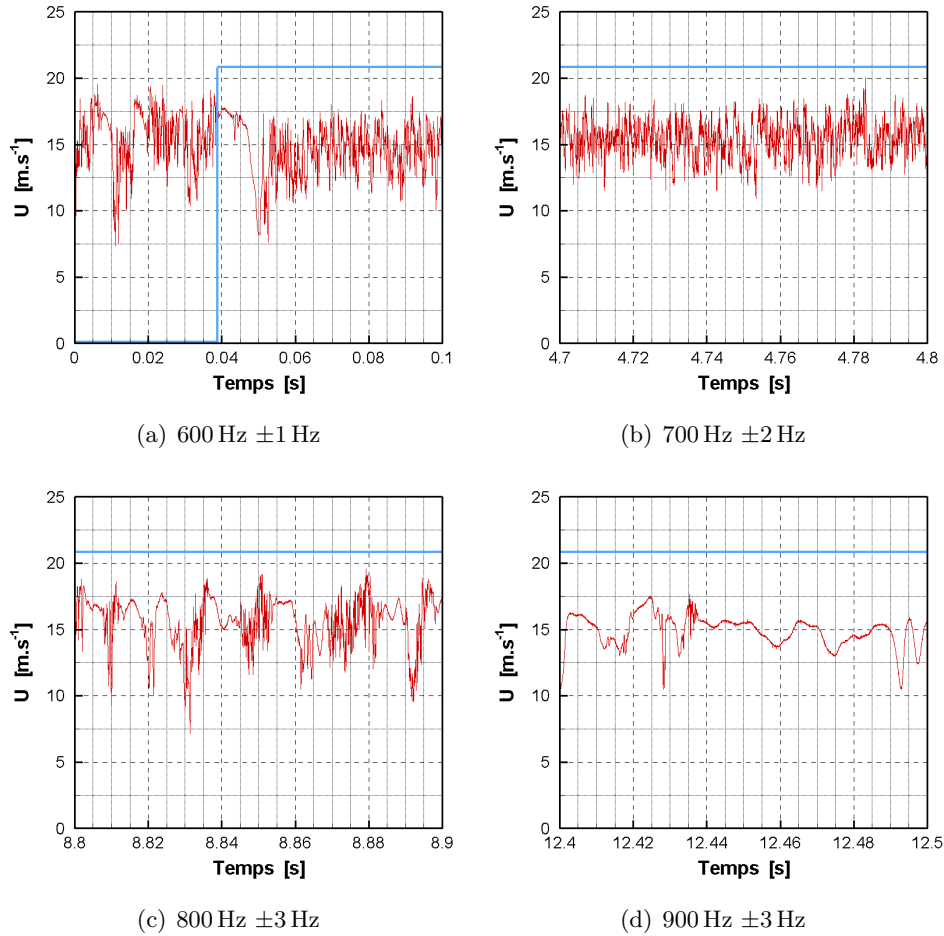 25
20
15
10
5
0
U [m.s⁻¹]
0 0.02 0.04 0.06 0.08 0.1
Temps [s]
(a) 600 Hz ±1 Hz
25
20
15
10
5
0
U [m.s⁻¹]
4.7 4.72 4.74 4.76 4.78 4.8
Temps [s]
(b) 700 Hz ±2 Hz
25
20
15
10
5
0
U [m.s⁻¹]
8.8 8.82 8.84 8.86 8.88 8.9
Temps [s]
(c) 800 Hz ±3 Hz
25
20
15
10
5
0
U [m.s⁻¹]
12.4 12.42 12.44 12.46 12.48 12.5
Temps [s]
(d) 900 Hz ±3 Hz